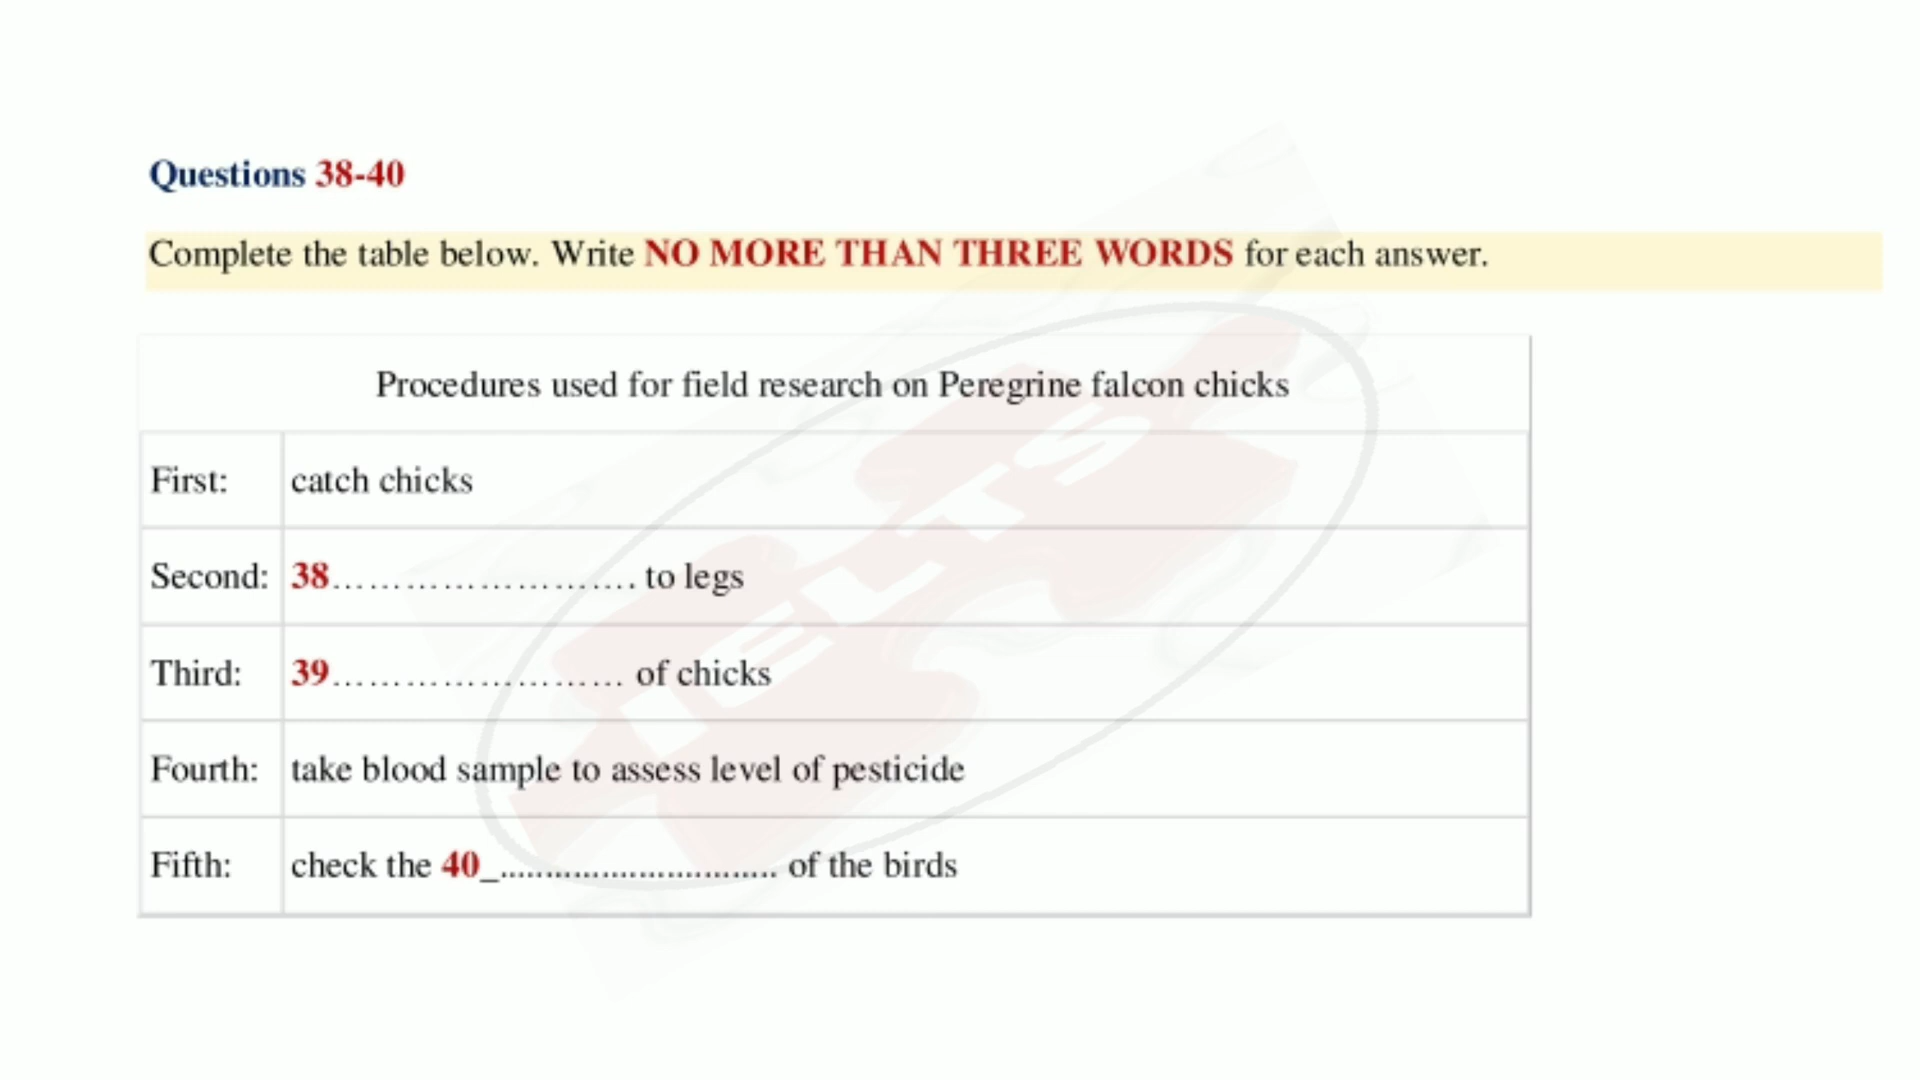 Questions 38-40
Complete the table below. Write NO MORE THAN THREE WORDS for each answer.
Procedures used for field research on Peregrine falcon chicks
First: catch chicks
Second: 38........................ to legs
Third: 39........................ of chicks
Fourth: take blood sample to assess level of pesticide
Fifth: check the 40_............................... of the birds
IELTS